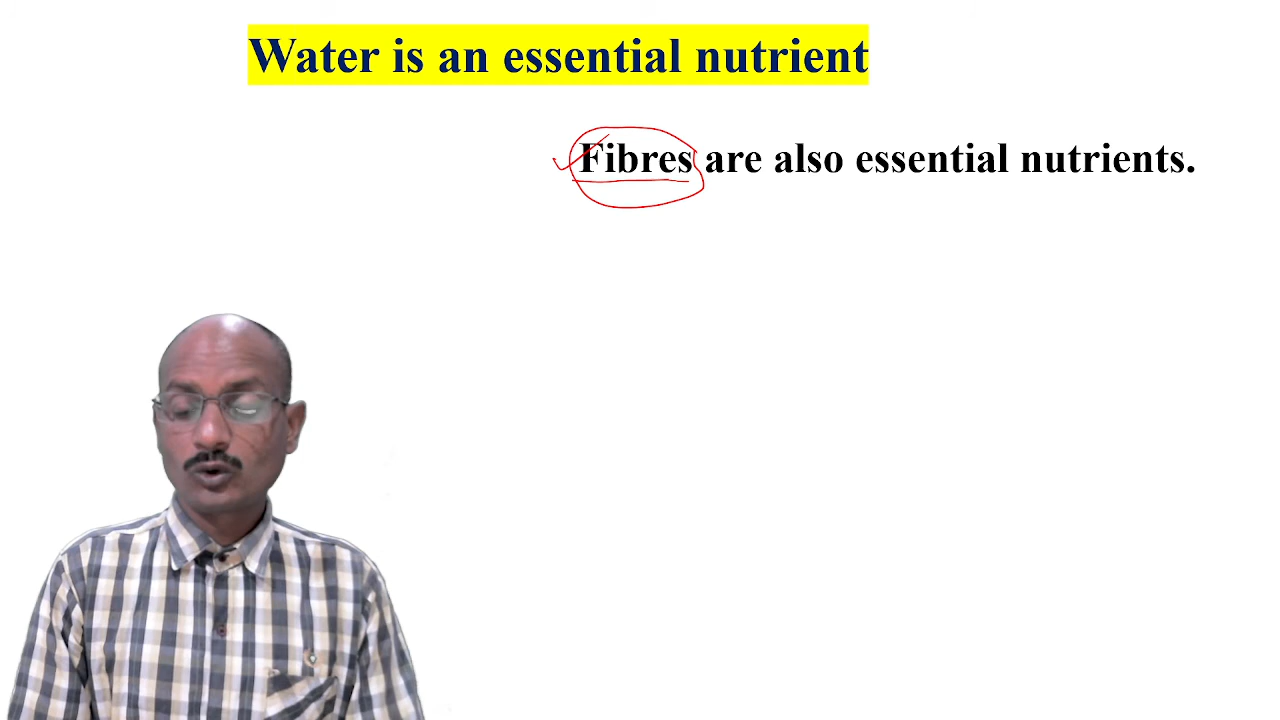 Water is an essential nutrient
Fibres are also essential nutrients.